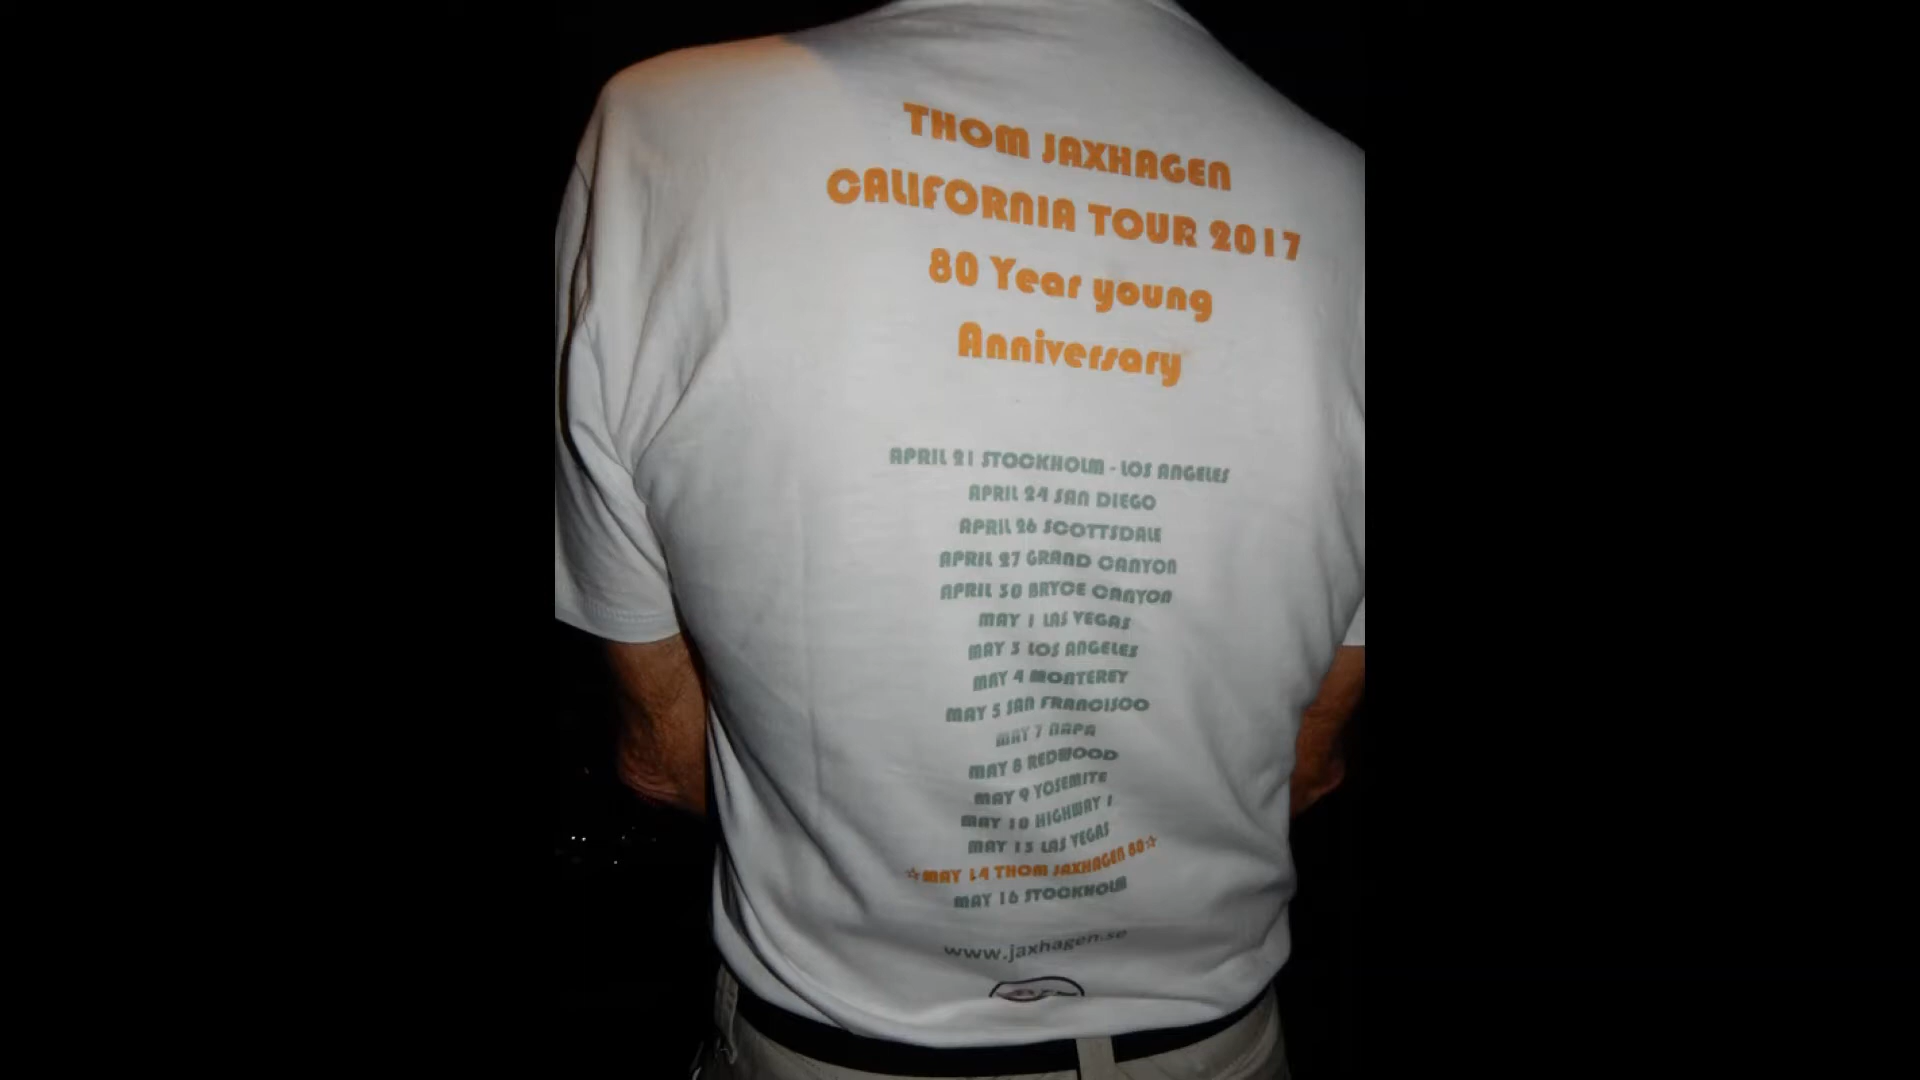 THOM JAXHAGEN
CALIFORNIA TOUR 2017
80 Year young
Anniversary
APRIL 21 STOCKHOLM - LOS ANGELES
APRIL 24 SAN DIEGO
APRIL 26 SCOTTSDALE
APRIL 27 GRAND CANYON
APRIL 30 BRYCE CANYON
MAY 1 LAS VEGAS
MAY 3 LOS ANGELES
MAY 4 MONTEREY
MAY 5 SAN FRANCISCO
MAY 7 NAPA
MAY 8 REDWOOD
MAY 9 YOSEMITE
MAY 10 HIGHWAY 1
MAY 13 LAS VEGAS
☆MAY 14 THOM JAXHAGEN 80☆
MAY 16 STOCKHOLM
www.jaxhagen.se